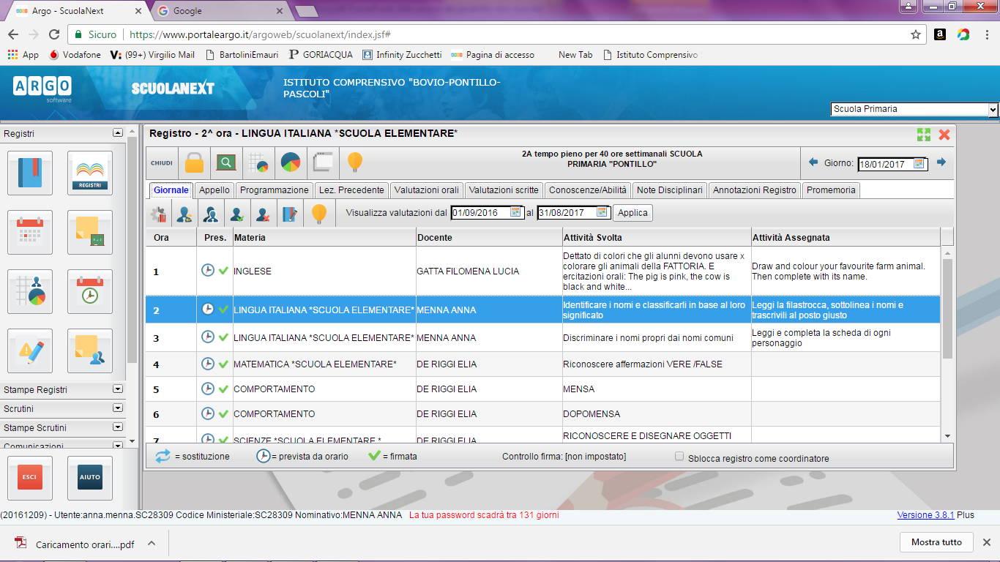 Argo - ScuolaNext
Google
Sicuro
https://www.portaleargo.it/argoweb/scuolanext/index.jsf#
App
Vodafone
(99+) Virgilio Mail
BartoliniEmauri
GORIACQUA
Infinity Zucchetti
Pagina di accesso
New Tab
Istituto Comprensivo
ARGO
software
SCUOLANEXT
ISTITUTO COMPRENSIVO "BOVIO-PONTILLO-
PASCOLI"
Scuola Primaria
Registri
REGISTRI
Stampe Registri
Scrutini
Stampe Scrutini
Comunicazioni
ESCI
AIUTO
Registro - 2^ ora - LINGUA ITALIANA *SCUOLA ELEMENTARE*
CHIUDI
2A tempo pieno per 40 ore settimanali SCUOLA
PRIMARIA "PONTILLO"
Giorno: 18/01/2017
Giornale Appello Programmazione Lez. Precedente Valutazioni orali Valutazioni scritte Conoscenze/Abilità Note Disciplinari Annotazioni Registro Promemoria
Visualizza valutazioni dal 01/09/2016 al 31/08/2017 Applica
Ora Pres. Materia Docente Attività Svolta Attività Assegnata
1 INGLESE GATTA FILOMENA LUCIA
Dettato di colori che gli alunni devono usare x
colorare gli animali della FATTORIA. E
ercitazioni orali: The pig is pink, the cow is
black and white...
Draw and colour your favourite farm animal.
Then complete with its name.
2 LINGUA ITALIANA *SCUOLA ELEMENTARE* MENNA ANNA
Identificare i nomi e classificarli in base al loro
significato
Leggi la filastrocca, sottolinea i nomi e
trascrivili al posto giusto
3 LINGUA ITALIANA *SCUOLA ELEMENTARE* MENNA ANNA Discriminare i nomi propri dai nomi comuni
Leggi e completa la scheda di ogni
personaggio
4 MATEMATICA *SCUOLA ELEMENTARE* DE RIGGI ELIA Riconoscere affermazioni VERE /FALSE
5 COMPORTAMENTO DE RIGGI ELIA MENSA
6 COMPORTAMENTO DE RIGGI ELIA DOPOMENSA
7 SCIENZE *SCUOLA ELEMENTARE * DE RIGGI ELIA RICONOSCERE E DISEGNARE OGGETTI
= sostituzione = prevista da orario = firmata Controllo firma: [non impostato] Sblocca registro come coordinatore
(20161209) - Utente:anna.menna.SC28309 Codice Ministeriale:SC28309 Nominativo:MENNA ANNA La tua password scadrà tra 131 giorni
Versione 3.8.1 Plus
Caricamento orari....pdf
Mostra tutto